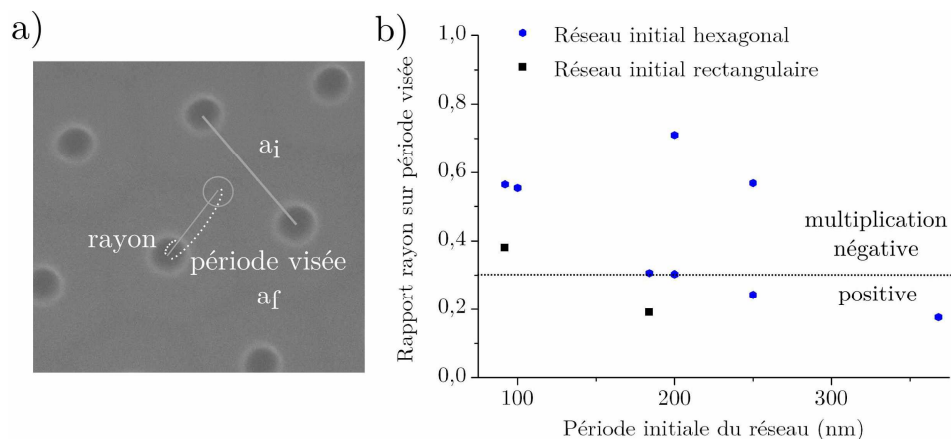 a)
a_i
rayon
période visée
a_f
b)
Rapport rayon sur période visée
1,0
0,8
0,6
0,4
0,2
0,0
Réseau initial hexagonal
Réseau initial rectangulaire
multiplication
négative
positive
100
200
300
Période initiale du réseau (nm)